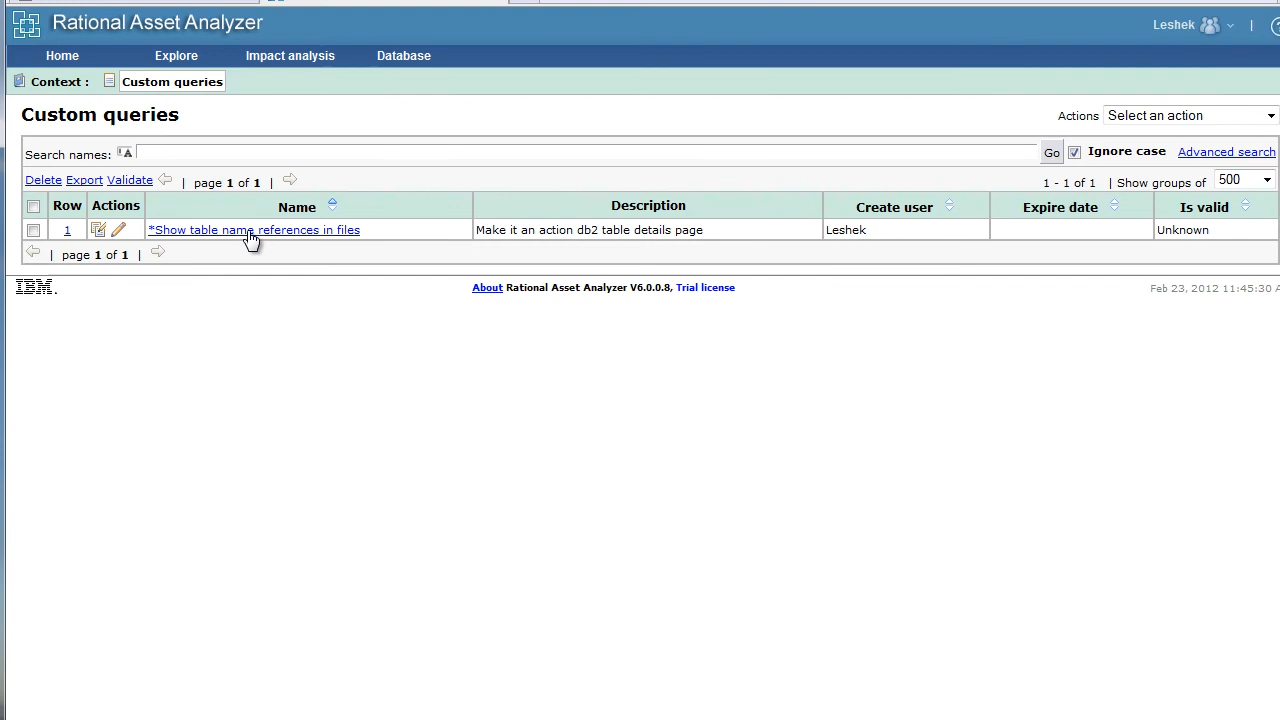 Rational Asset Analyzer
Leshek |
Home Explore Impact analysis Database
Context : Custom queries
Custom queries
Actions Select an action
Search names: Go Ignore case Advanced search
Delete Export Validate | page 1 of 1 | 1 - 1 of 1 | Show groups of 500
Row Actions Name Description Create user Expire date Is valid
1 *Show table name references in files Make it an action db2 table details page Leshek Unknown
| page 1 of 1 |
IBM. About Rational Asset Analyzer V6.0.0.8, Trial license Feb 23, 2012 11:45:30 A